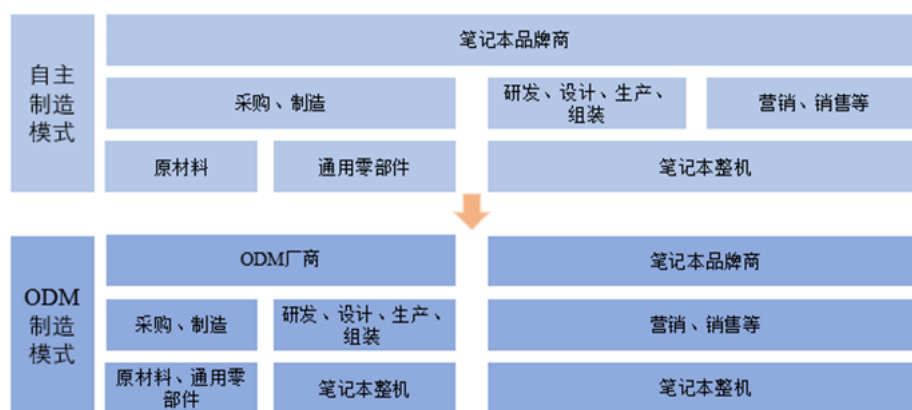 自主
制造
模式
笔记本品牌商
采购、制造
研发、设计、生产、
组装
营销、销售等
原材料
通用零部件
笔记本整机
ODM
制造
模式
ODM厂商
笔记本品牌商
采购、制造
研发、设计、生产、
组装
营销、销售等
原材料、通用零
部件
笔记本整机
笔记本整机